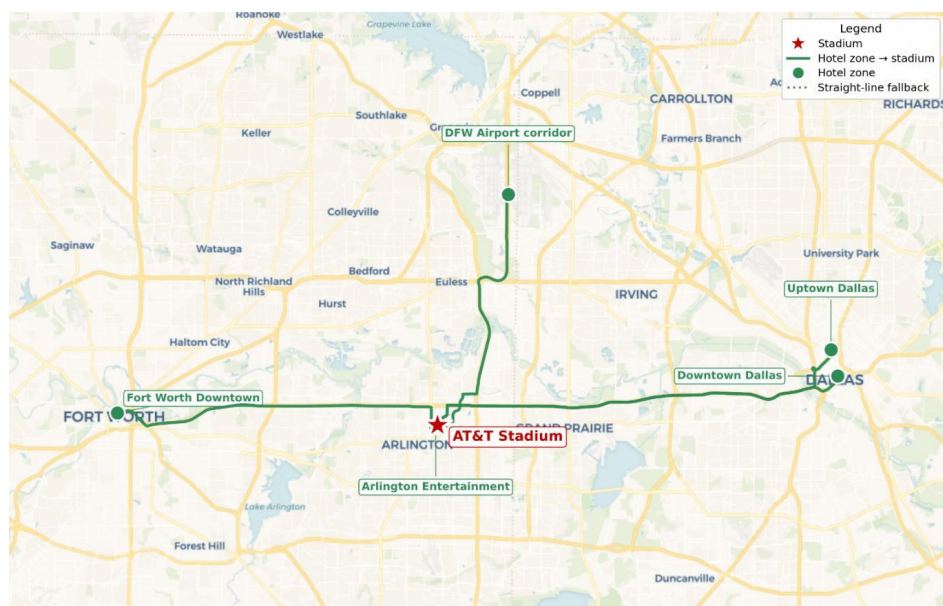 Roanoke
Westlake
Grapevine Lake
Legend
Stadium
Hotel zone → stadium
Hotel zone
Straight-line fallback
Coppell
CARROLLTON
RICHARDS
Southlake
Keller
Farmers Branch
DFW Airport corridor
Colleyville
Saginaw
Watauga
University Park
Bedford
North Richland
Hills
Euless
Hurst
IRVING
Uptown Dallas
Haltom City
Downtown Dallas
DALLAS
Fort Worth Downtown
FORT WORTH
AT&T Stadium
GRAND PRAIRIE
ARLINGTON
Arlington Entertainment
Lake Arlington
Forest Hill
Duncanville